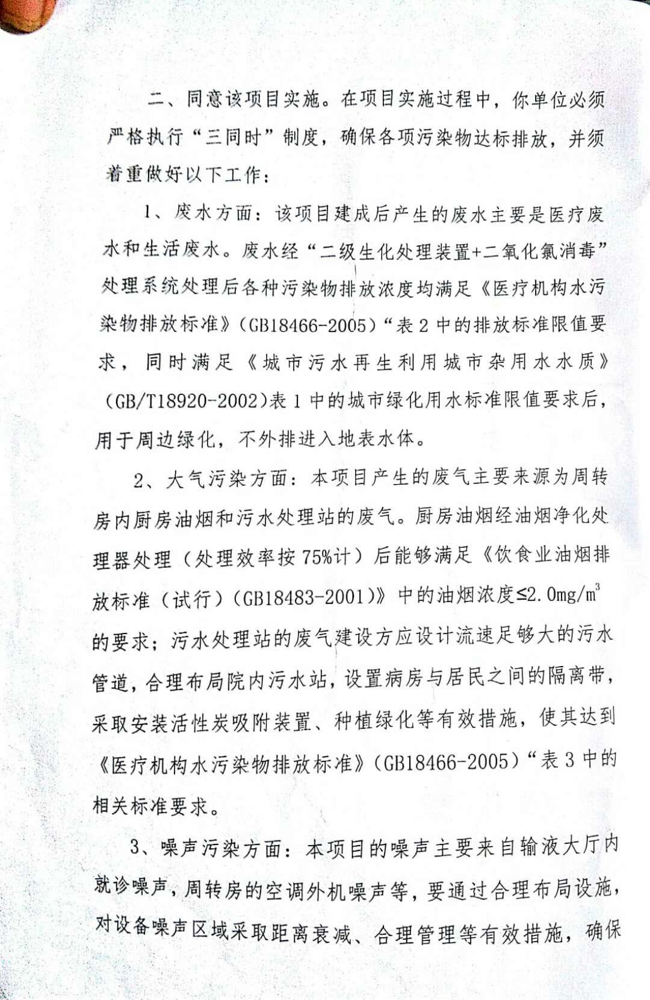 二、同意该项目实施。在项目实施过程中，你单位必须
严格执行“三同时”制度，确保各项污染物达标排放，并须
着重做好以下工作：
1、废水方面：该项目建成后产生的废水主要是医疗废
水和生活废水。废水经“二级生化处理装置+二氧化氯消毒”
处理系统处理后各种污染物排放浓度均满足《医疗机构水污
染物排放标准》（GB18466-2005）“表2中的排放标准限值要
求，同时满足《城市污水再生利用城市杂用水水质》
（GB/T18920-2002)表1中的城市绿化用水标准限值要求后，
用于周边绿化，不外排进入地表水体。
2、大气污染方面：本项目产生的废气主要来源为周转
房内厨房油烟和污水处理站的废气。厨房油烟经油烟净化处
理器处理（处理效率按75%计）后能够满足《饮食业油烟排
放标准（试行）（GB18483-2001）》中的油烟浓度≤2.0mg/m³
的要求；污水处理站的废气建设方应设计流速足够大的污水
管道，合理布局院内污水站，设置病房与居民之间的隔离带，
采取安装活性炭吸附装置、种植绿化等有效措施，使其达到
《医疗机构水污染物排放标准》（GB18466-2005）“表3中的
相关标准要求。
3、噪声污染方面：本项目的噪声主要来自输液大厅内
就诊噪声，周转房的空调外机噪声等，要通过合理布局设施，
对设备噪声区域采取距离衰减、合理管理等有效措施，确保